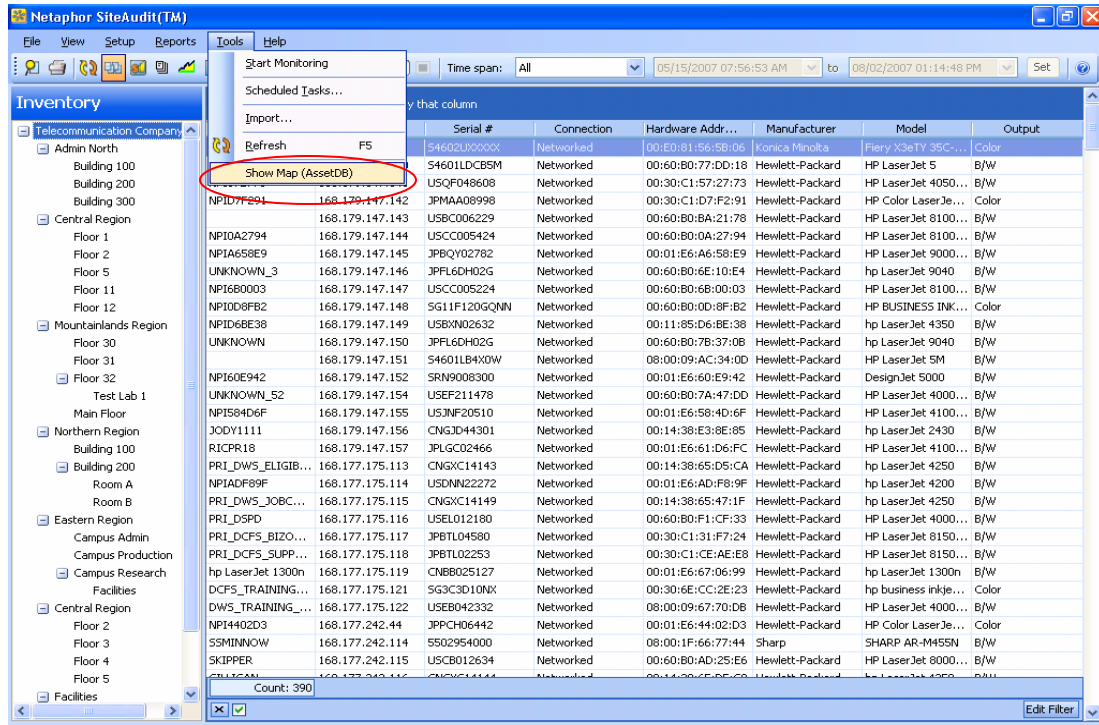 Netaphor SiteAudit(TM)
File View Setup Reports Tools Help
Time span: All 05/15/2007 07:56:53 AM to 08/02/2007 01:14:48 PM Set
Start Monitoring
Scheduled Tasks...
Import...
Refresh F5
Show Map (AssetDB)
Inventory
y that column
Telecommunication Company
Admin North
Building 100
Building 200
Building 300
Central Region
Floor 1
Floor 2
Floor 5
Floor 11
Floor 12
Mountainlands Region
Floor 30
Floor 31
Floor 32
Test Lab 1
Main Floor
Northern Region
Building 100
Building 200
Room A
Room B
Eastern Region
Campus Admin
Campus Production
Campus Research
Facilities
Central Region
Floor 2
Floor 3
Floor 4
Floor 5
Facilities
Serial # Connection Hardware Addr... Manufacturer Model Output
S4602UXXXXX Networked 00:E0:81:56:5B:06 Konica Minolta Fiery X3eTY 35C-... Color
S4601LDCB5M Networked 00:60:B0:77:DD:18 Hewlett-Packard HP LaserJet 5 B/W
USQF048608 Networked 00:30:C1:57:27:73 Hewlett-Packard HP LaserJet 4050... B/W
NPID7F291 168.179.147.142 JPMAA08998 Networked 00:30:C1:D7:F2:91 Hewlett-Packard HP Color LaserJe... Color
168.179.147.143 USBC006229 Networked 00:60:B0:BA:21:78 Hewlett-Packard HP LaserJet 8100... B/W
NPI0A2794 168.179.147.144 USCC005424 Networked 00:60:B0:0A:27:94 Hewlett-Packard HP LaserJet 8100... B/W
NPIA658E9 168.179.147.145 JPBQY02782 Networked 00:01:E6:A6:58:E9 Hewlett-Packard HP LaserJet 9000... B/W
UNKNOWN_3 168.179.147.146 JPFL6DH02G Networked 00:60:B0:6E:10:E4 Hewlett-Packard hp LaserJet 9040 B/W
NPI6B0003 168.179.147.147 USCC005224 Networked 00:60:B0:6B:00:03 Hewlett-Packard HP LaserJet 8100... B/W
NPI0D8FB2 168.179.147.148 SG11F120GQNN Networked 00:60:B0:0D:8F:B2 Hewlett-Packard HP BUSINESS INK... Color
NPID6BE38 168.179.147.149 USBXN02632 Networked 00:11:85:D6:BE:38 Hewlett-Packard hp LaserJet 4350 B/W
UNKNOWN 168.179.147.150 JPFL6DH02G Networked 00:60:B0:7B:37:0B Hewlett-Packard hp LaserJet 9040 B/W
168.179.147.151 S4601LB4X0W Networked 08:00:09:AC:34:0D Hewlett-Packard HP LaserJet 5M B/W
NPI60E942 168.179.147.152 SRN9008300 Networked 00:01:E6:60:E9:42 Hewlett-Packard DesignJet 5000 B/W
UNKNOWN_52 168.179.147.154 USEF211478 Networked 00:60:B0:7A:47:DD Hewlett-Packard HP LaserJet 4000... B/W
NPI584D6F 168.179.147.155 USJNF20510 Networked 00:01:E6:58:4D:6F Hewlett-Packard HP LaserJet 4100... B/W
JODY1111 168.179.147.156 CNGJD44301 Networked 00:14:38:E3:8E:85 Hewlett-Packard hp LaserJet 2430 B/W
RICPR18 168.179.147.157 JPLGC02466 Networked 00:01:E6:61:D6:FC Hewlett-Packard HP LaserJet 4100... B/W
PRI_DWS_ELIGIB... 168.177.175.113 CNGXC14143 Networked 00:14:38:65:D5:CA Hewlett-Packard hp LaserJet 4250 B/W
NPIADF89F 168.177.175.114 USDNN22272 Networked 00:01:E6:AD:F8:9F Hewlett-Packard hp LaserJet 4200 B/W
PRI_DWS_JOBC... 168.177.175.115 CNGXC14149 Networked 00:14:38:65:47:1F Hewlett-Packard hp LaserJet 4250 B/W
PRI_DSPD 168.177.175.116 USEL012180 Networked 00:60:B0:F1:CF:33 Hewlett-Packard HP LaserJet 4000... B/W
PRI_DCFS_BIZO... 168.177.175.117 JPBTL04580 Networked 00:30:C1:31:F7:24 Hewlett-Packard HP LaserJet 8150... B/W
PRI_DCFS_SUPP... 168.177.175.118 JPBTL02253 Networked 00:30:C1:CE:AE:E8 Hewlett-Packard HP LaserJet 8150... B/W
hp LaserJet 1300n 168.177.175.119 CNBB025127 Networked 00:01:E6:67:06:99 Hewlett-Packard hp LaserJet 1300n B/W
DCFS_TRAINING... 168.177.175.121 SG3C3D10NX Networked 00:30:6E:CC:2E:23 Hewlett-Packard hp business inkje... Color
DWS_TRAINING_... 168.177.175.122 USEB042332 Networked 08:00:09:67:70:DB Hewlett-Packard HP LaserJet 4000... B/W
NPI4402D3 168.177.242.44 JPPCH06442 Networked 00:01:E6:44:02:D3 Hewlett-Packard HP Color LaserJe... Color
SSMINNOW 168.177.242.114 5502954000 Networked 08:00:1F:66:77:44 Sharp SHARP AR-M455N B/W
SKIPPER 168.177.242.115 USCB012634 Networked 00:60:B0:AD:25:E6 Hewlett-Packard HP LaserJet 8000... B/W
Count: 390
Edit Filter